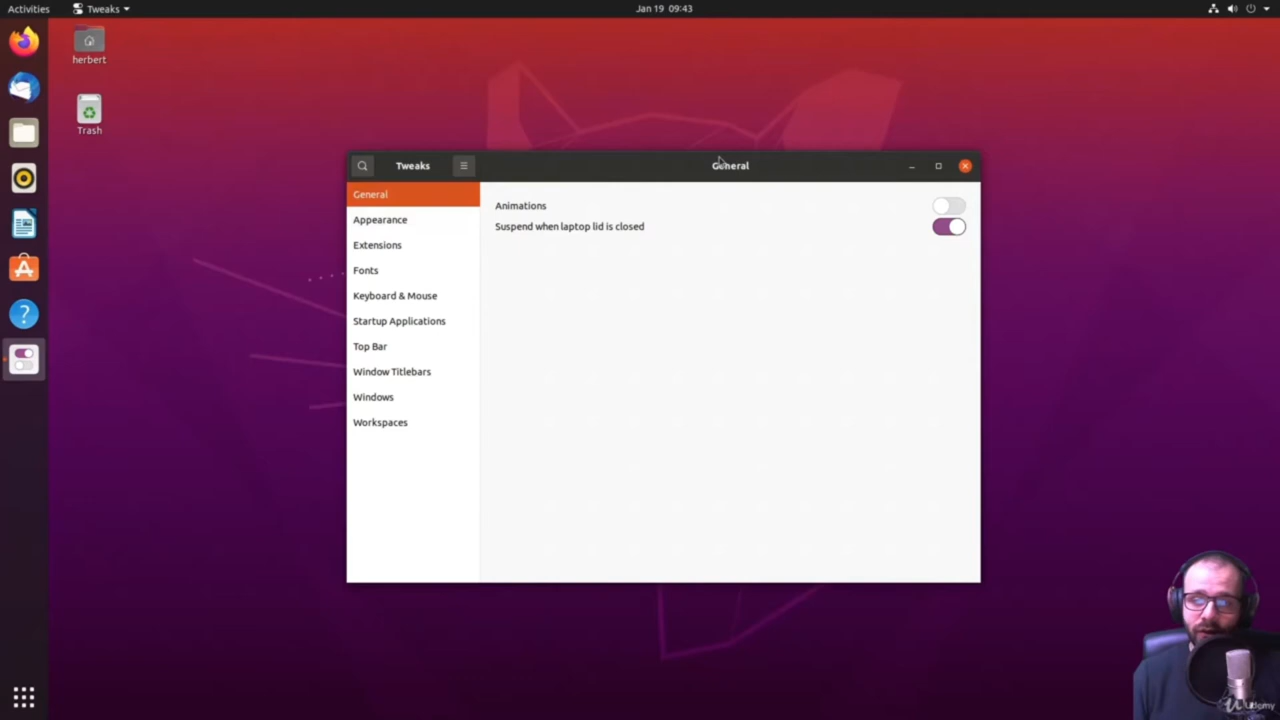 Activities
Tweaks
Jan 19 09:43
herbert
Trash
Tweaks
General
General
Appearance
Extensions
Fonts
Keyboard & Mouse
Startup Applications
Top Bar
Window Titlebars
Windows
Workspaces
Animations
Suspend when laptop lid is closed
?
Udemy